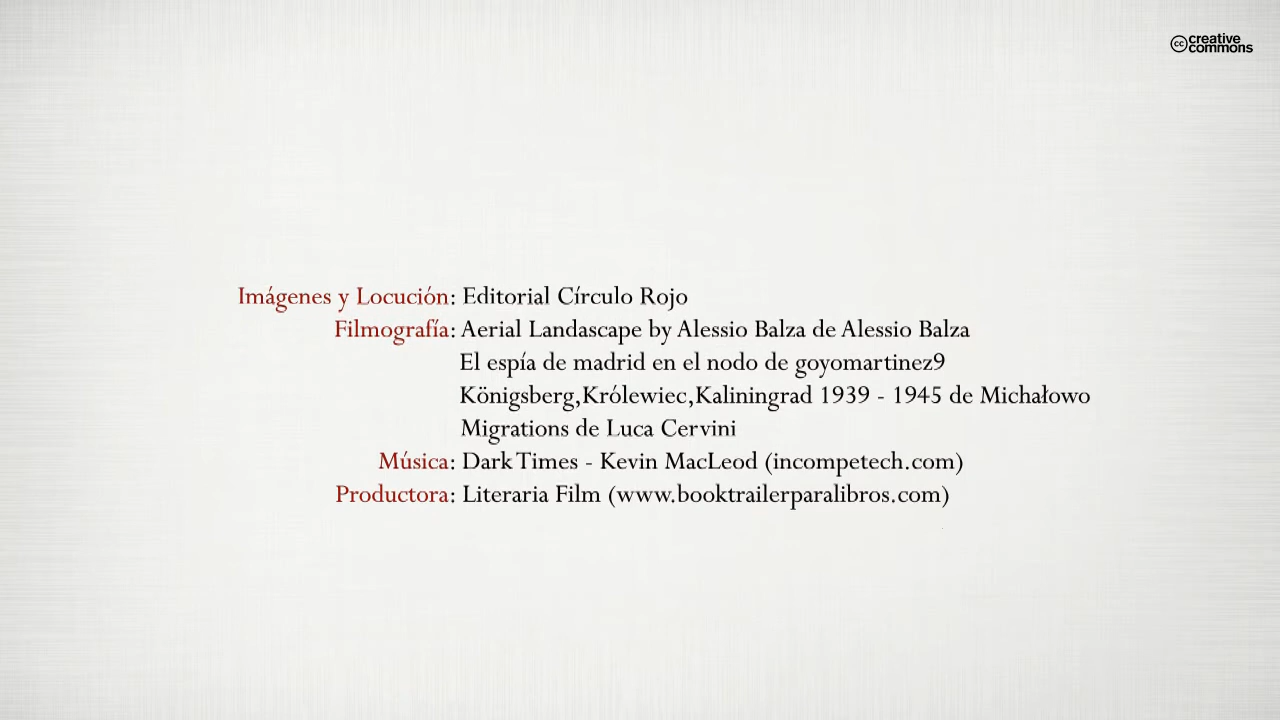 creative
commons
Imágenes y Locución: Editorial Círculo Rojo
Filmografía: Aerial Landascape by Alessio Balza de Alessio Balza
El espía de madrid en el nodo de goyomartinez9
Königsberg,Królewiec,Kaliningrad 1939 - 1945 de Michałowo
Migrations de Luca Cervini
Música: Dark Times - Kevin MacLeod (incompetech.com)
Productora: Literaria Film (www.booktrailerparalibros.com)